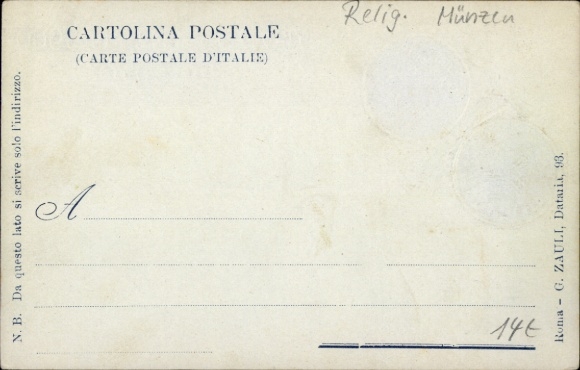 Relig. Münzen
CARTOLINA POSTALE
(CARTE POSTALE D'ITALIE)
N. B. Da questo lato si scrive solo l'indirizzo.
A
Roma - G. ZAULI, Dataria, 93.
14€